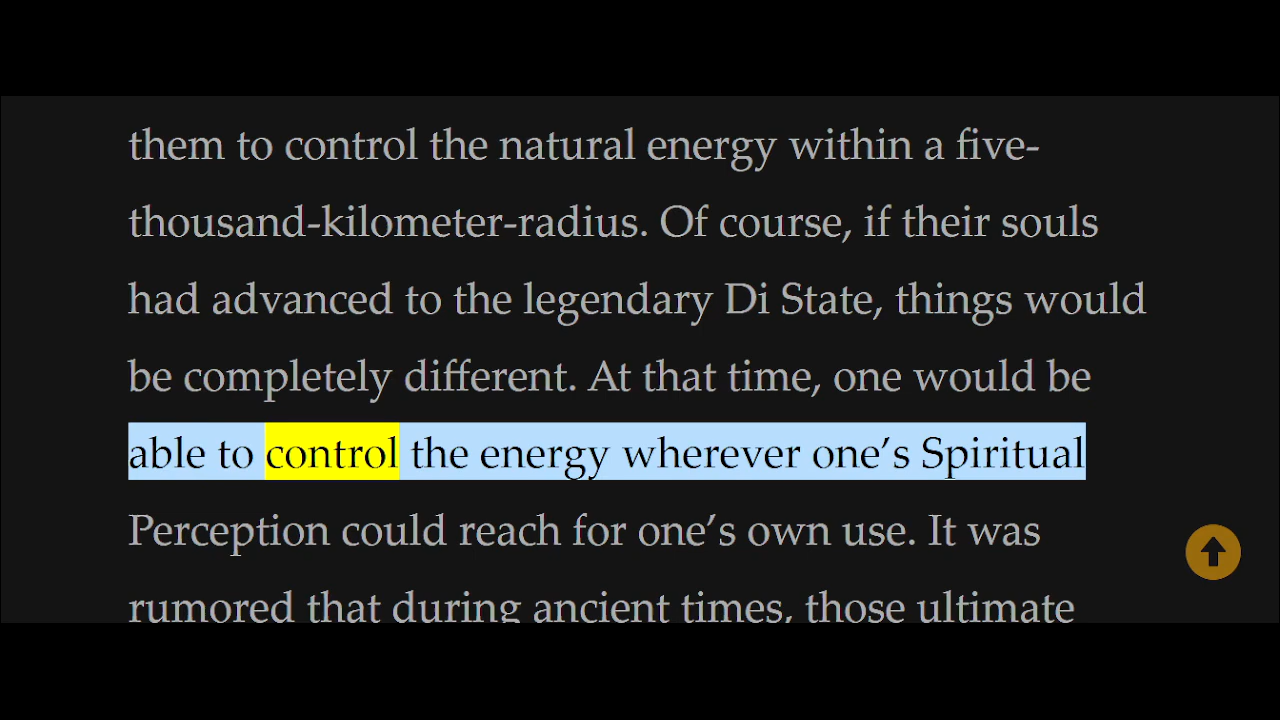 them to control the natural energy within a five-
thousand-kilometer-radius. Of course, if their souls
had advanced to the legendary Di State, things would
be completely different. At that time, one would be
able to control the energy wherever one’s Spiritual
Perception could reach for one’s own use. It was
rumored that during ancient times, those ultimate